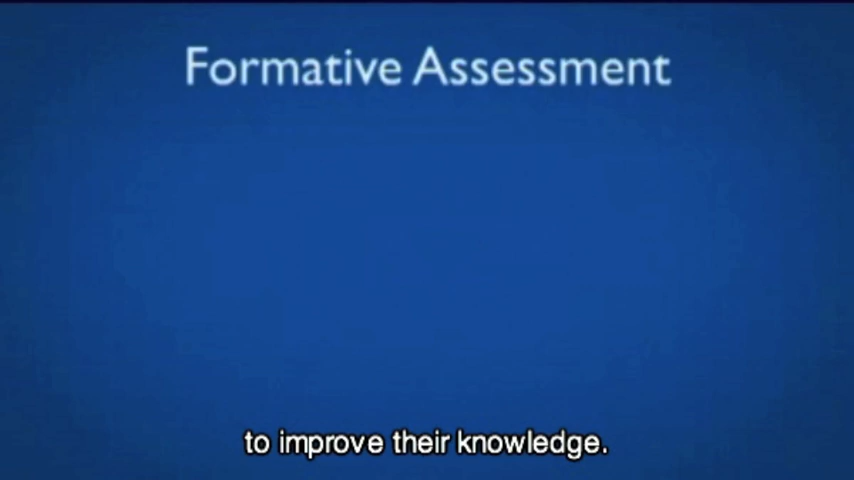 Formative Assessment
to improve their knowledge.